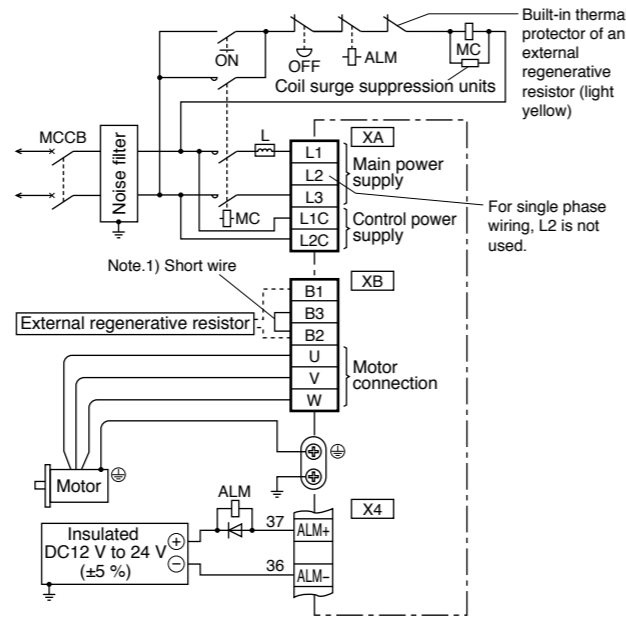 Built-in thermal
protector of an
external
regenerative
resistor (light
yellow)
ON
OFF
ALM
MC
Coil surge suppression units
MCCB
Noise filter
L
MC
XA
L1
L2
L3
L1C
L2C
Main power
supply
Control power
supply
For single phase
wiring, L2 is not
used.
Note.1) Short wire
External regenerative resistor
XB
B1
B3
B2
U
V
W
Motor
connection
Motor
ALM
X4
Insulated
DC12 V to 24 V
(±5 %)
+
−
37
ALM+
36
ALM−